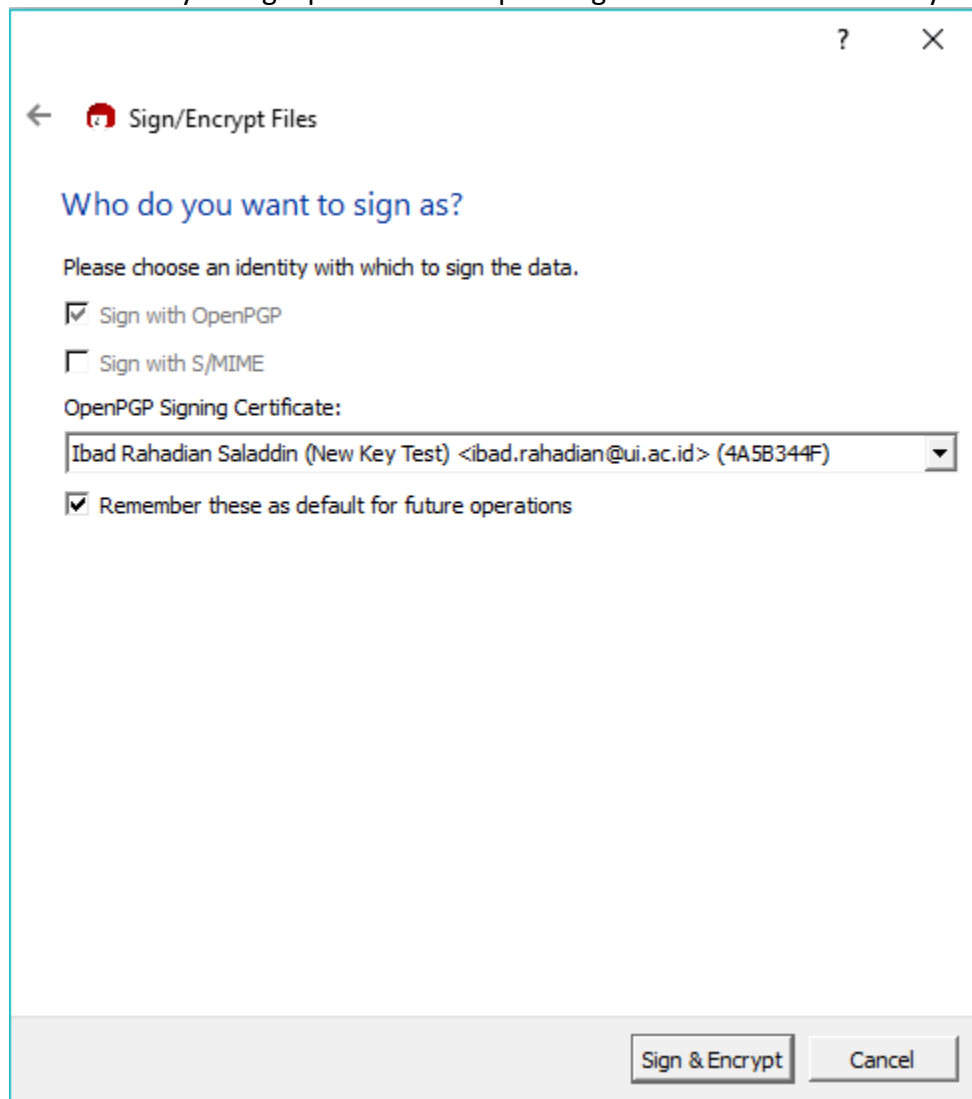 ?
Sign/Encrypt Files
Who do you want to sign as?
Please choose an identity with which to sign the data.
Sign with OpenPGP
Sign with S/MIME
OpenPGP Signing Certificate:
Ibad Rahadian Saladdin (New Key Test) <ibad.rahadian@ui.ac.id> (4A5B344F)
Remember these as default for future operations
Sign & Encrypt Cancel